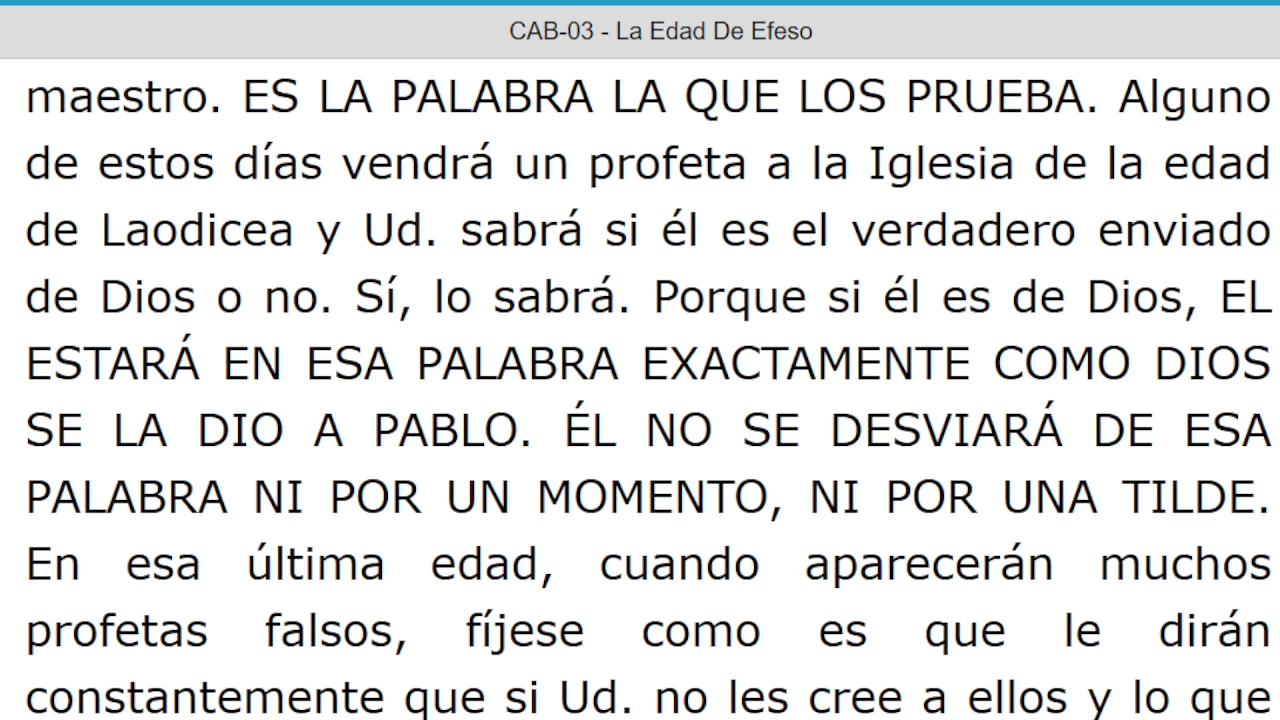 CAB-03 - La Edad De Efeso
maestro. ES LA PALABRA LA QUE LOS PRUEBA. Alguno
de estos días vendrá un profeta a la Iglesia de la edad
de Laodicea y Ud. sabrá si él es el verdadero enviado
de Dios o no. Sí, lo sabrá. Porque si él es de Dios, EL
ESTARÁ EN ESA PALABRA EXACTAMENTE COMO DIOS
SE LA DIO A PABLO. ÉL NO SE DESVIARÁ DE ESA
PALABRA NI POR UN MOMENTO, NI POR UNA TILDE.
En esa última edad, cuando aparecerán muchos
profetas falsos, fíjese como es que le dirán
constantemente que si Ud. no les cree a ellos y lo que